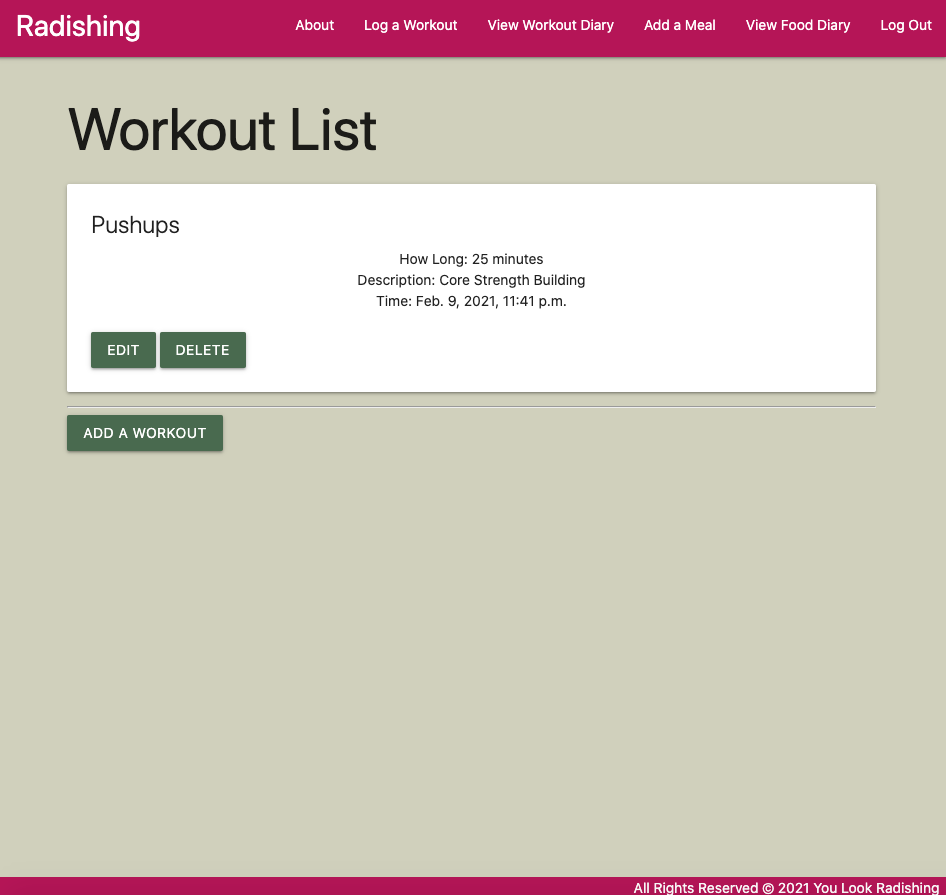 Radishing
About Log a Workout View Workout Diary Add a Meal View Food Diary Log Out
Workout List
Pushups
How Long: 25 minutes
Description: Core Strength Building
Time: Feb. 9, 2021, 11:41 p.m.
EDIT DELETE
ADD A WORKOUT
All Rights Reserved © 2021 You Look Radishing